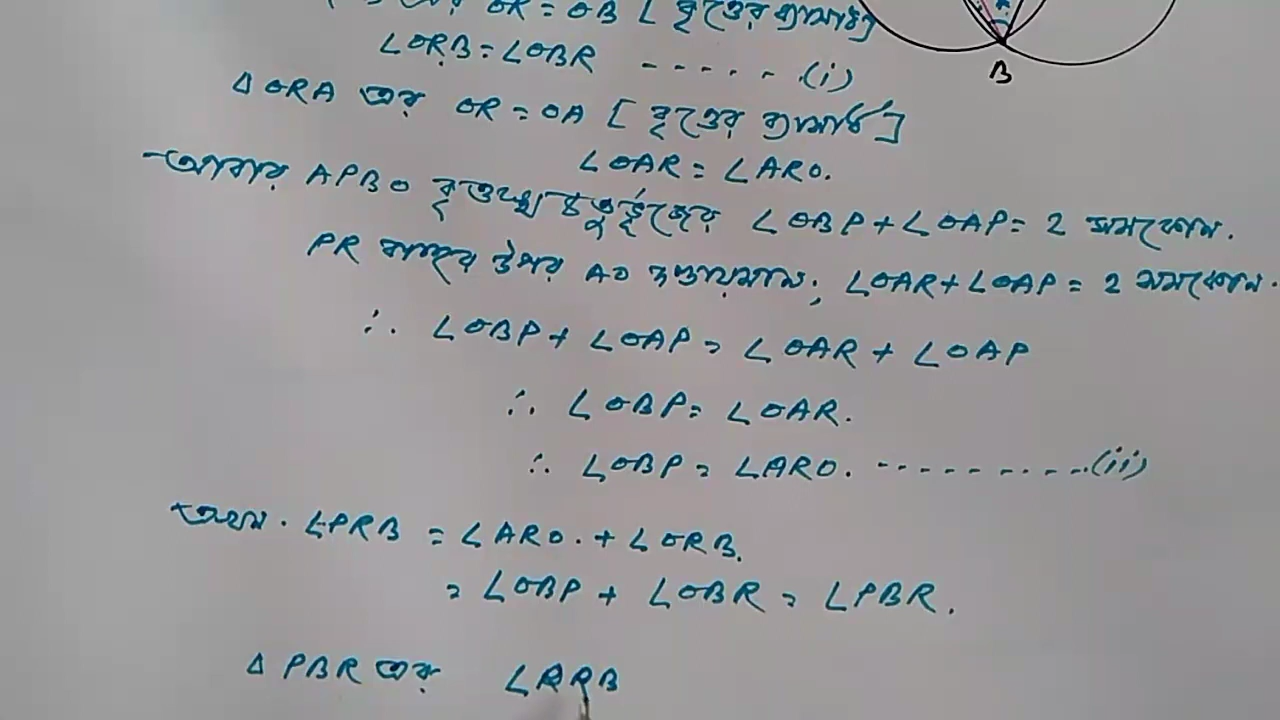 OR = OB [ বৃত্তের ব্যাসার্ধ]
∠ORB = ∠OBR ------ (i)
B
Δ ORA এর OR = OA [ বৃত্তের ব্যাসার্ধ]
∠OAR = ∠ARO.
আবার APBO বৃত্তস্থ চতুর্ভুজের ∠OBP + ∠OAP = 2 সমকোণ.
PR বাহুর উপর AO দণ্ডায়মান; ∠OAR + ∠OAP = 2 সমকোণ.
∴ ∠OBP + ∠OAP = ∠OAR + ∠OAP
∴ ∠OBP = ∠OAR.
∴ ∠OBP = ∠ARO. ---------- (ii)
এখন. ∠PRB = ∠ARO. + ∠ORB.
= ∠OBP + ∠OBR = ∠PBR.
Δ PBR এর ∠PRB